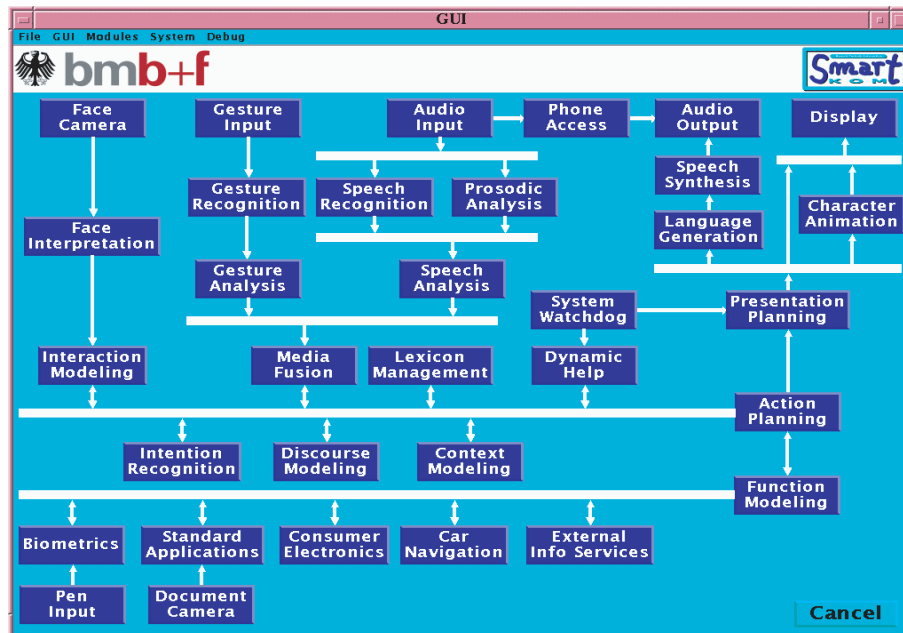 GUI
File GUI Modules System Debug
bmb+f
Smart
KOM
Face
Camera
Gesture
Input
Audio
Input
Phone
Access
Audio
Output
Display
Gesture
Recognition
Speech
Recognition
Prosodic
Analysis
Speech
Synthesis
Face
Interpretation
Language
Generation
Character
Animation
Gesture
Analysis
Speech
Analysis
System
Watchdog
Presentation
Planning
Interaction
Modeling
Media
Fusion
Lexicon
Management
Dynamic
Help
Action
Planning
Intention
Recognition
Discourse
Modeling
Context
Modeling
Function
Modeling
Biometrics
Standard
Applications
Consumer
Electronics
Car
Navigation
External
Info Services
Pen
Input
Document
Camera
Cancel